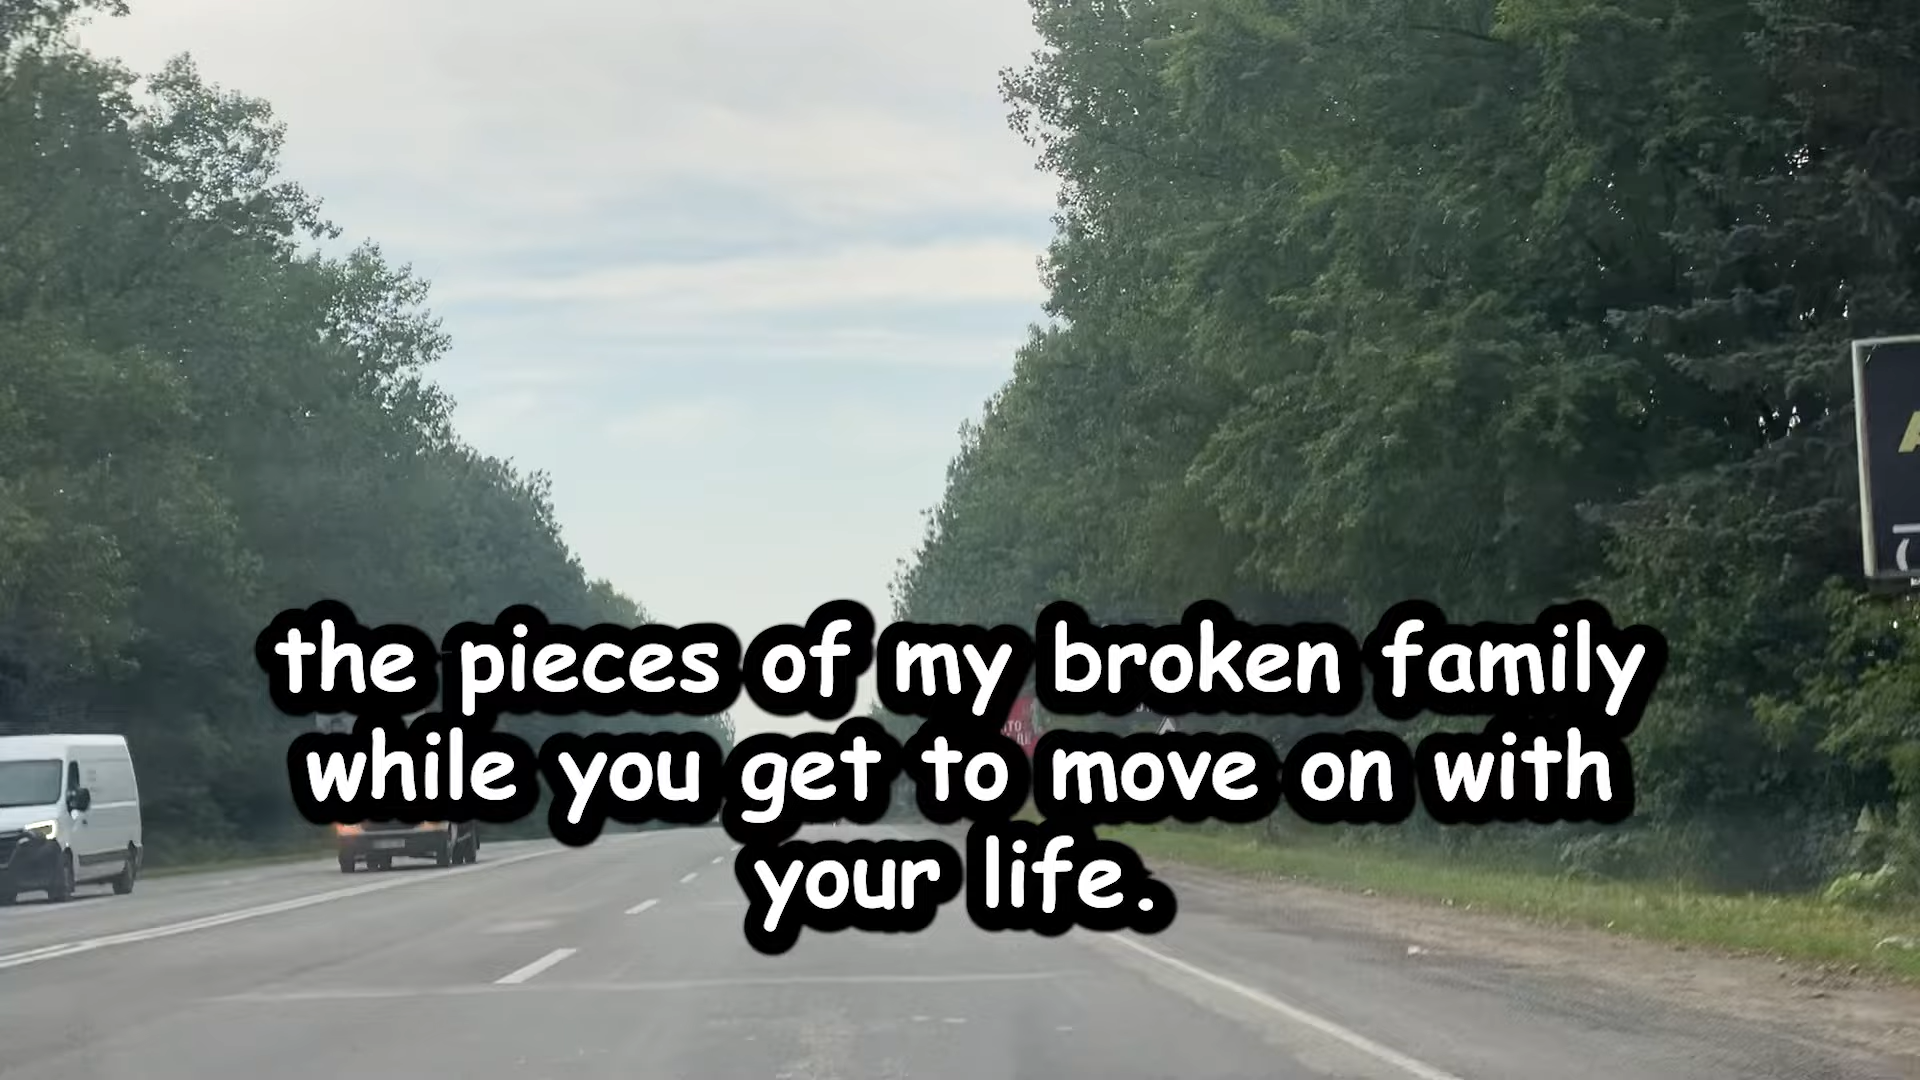 the pieces of my broken family
while you get to move on with
your life.